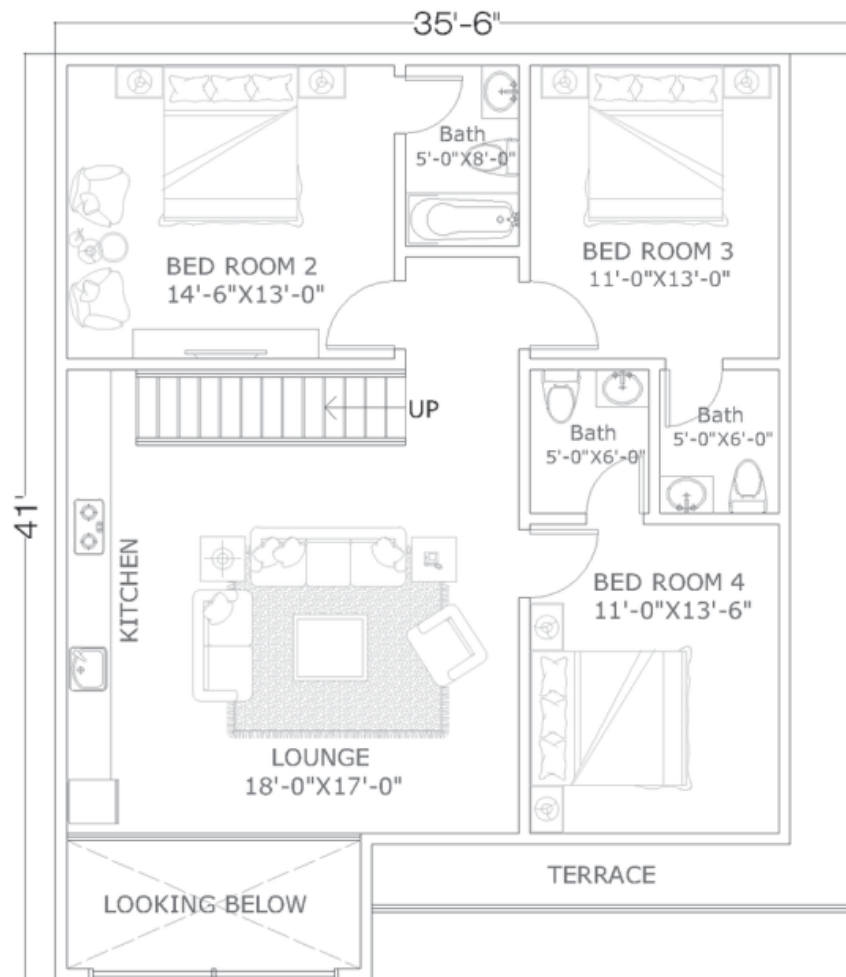 35'-6"
Bath
5'-0"X8'-0"
BED ROOM 2
14'-6"X13'-0"
BED ROOM 3
11'-0"X13'-0"
UP
Bath
5'-0"X6'-0"
Bath
5'-0"X6'-0"
41'
KITCHEN
BED ROOM 4
11'-0"X13'-6"
LOUNGE
18'-0"X17'-0"
TERRACE
LOOKING BELOW